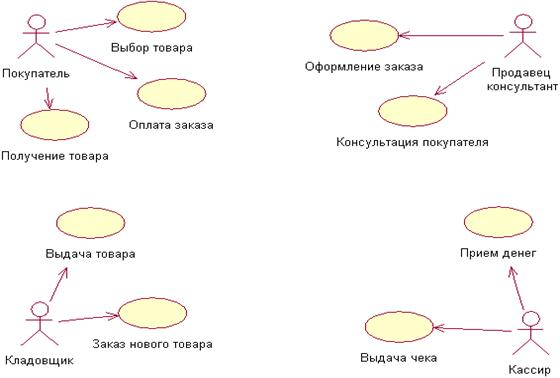 Выбор товара
Покупатель
Оплата заказа
Получение товара
Оформление заказа
Продавец
консультант
Консультация покупателя
Выдача товара
Заказ нового товара
Кладовщик
Прием денег
Выдача чека
Кассир